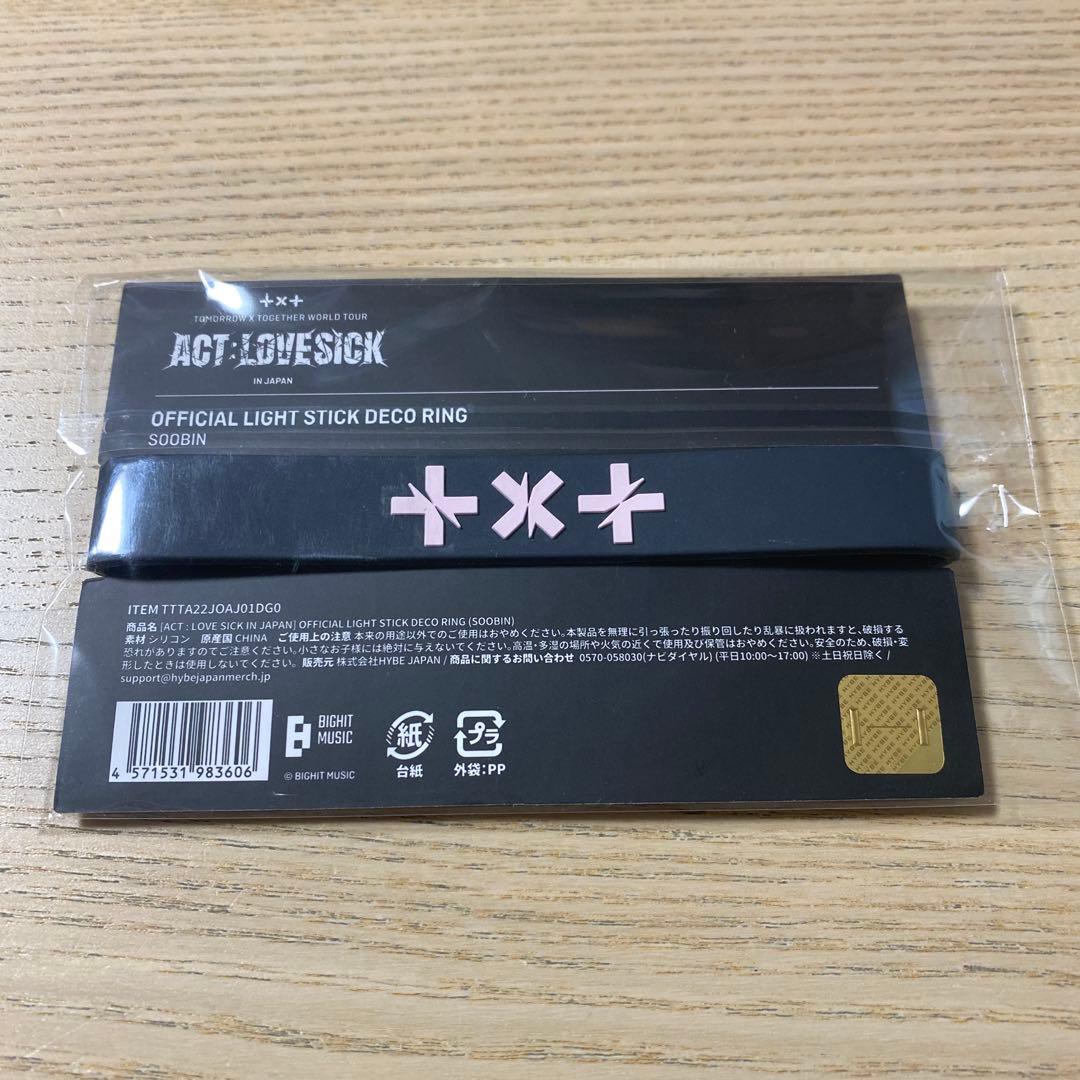 +×+
TOMORROW X TOGETHER WORLD TOUR
ACT:LOVE SICK
IN JAPAN
OFFICIAL LIGHT STICK DECO RING
SOOBIN
+×+
ITEM TTTA22JOAJ01DG0
商品名 [ACT : LOVE SICK IN JAPAN] OFFICIAL LIGHT STICK DECO RING (SOOBIN)
素材 シリコン 原産国 CHINA ご使用上の注意 本来の用途以外でのご使用はおやめください。本製品を無理に引っ張ったり振り回したり乱暴に扱われますと、破損する
恐れがありますのでご注意ください。小さなお子様には絶対に与えないでください。高温・多湿の場所や火気の近くで使用及び保管はおやめください。安全のため、破損・変
形したときは使用しないでください。 販売元 株式会社HYBE JAPAN / 商品に関するお問い合わせ 0570-058030(ナビダイヤル) (平日10:00～17:00) ※土日祝日除く /
support@hybejapanmerch.jp
4 571531 983606
BIGHIT
MUSIC
© BIGHIT MUSIC
紙
台紙
プラ
外袋:PP
HYBE HYBE HYBE